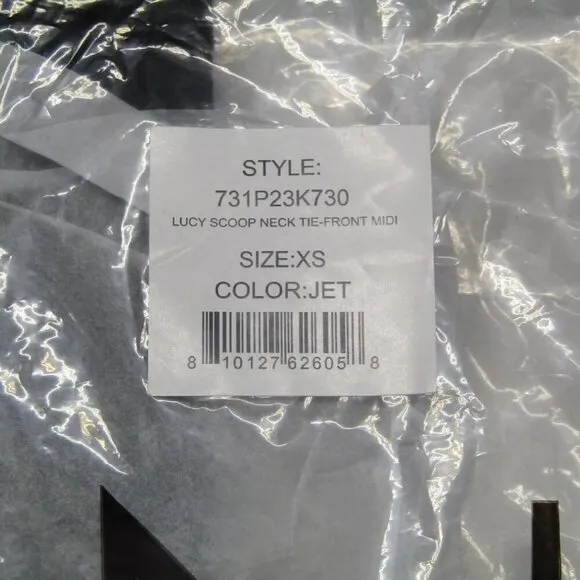 STYLE:
731P23K730
LUCY SCOOP NECK TIE-FRONT MIDI
SIZE:XS
COLOR:JET
8 10127 62605 8